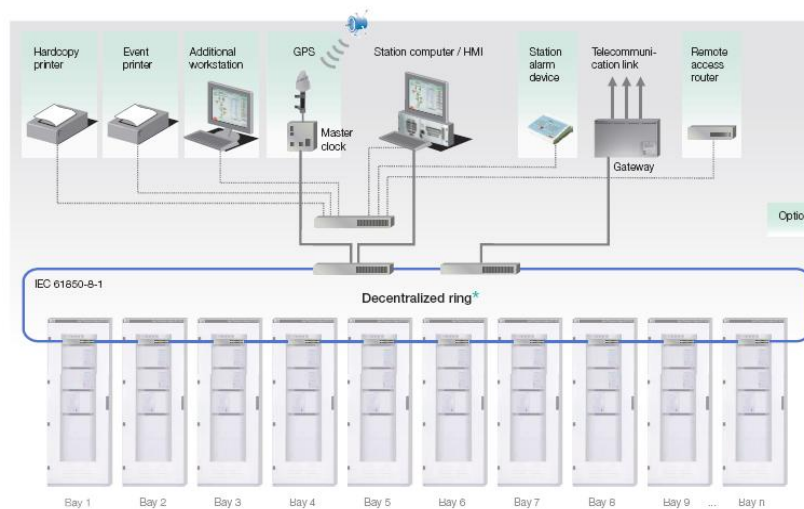 Hardcopy
printer
Event
printer
Additional
workstation
GPS
Station computer / HMI
Station
alarm
device
Telecommuni-
cation link
Remote
access
router
Master
clock
Gateway
Optio
IEC 61850-8-1
Decentralized ring*
Bay 1 Bay 2 Bay 3 Bay 4 Bay 5 Bay 6 Bay 7 Bay 8 Bay 9 ... Bay n